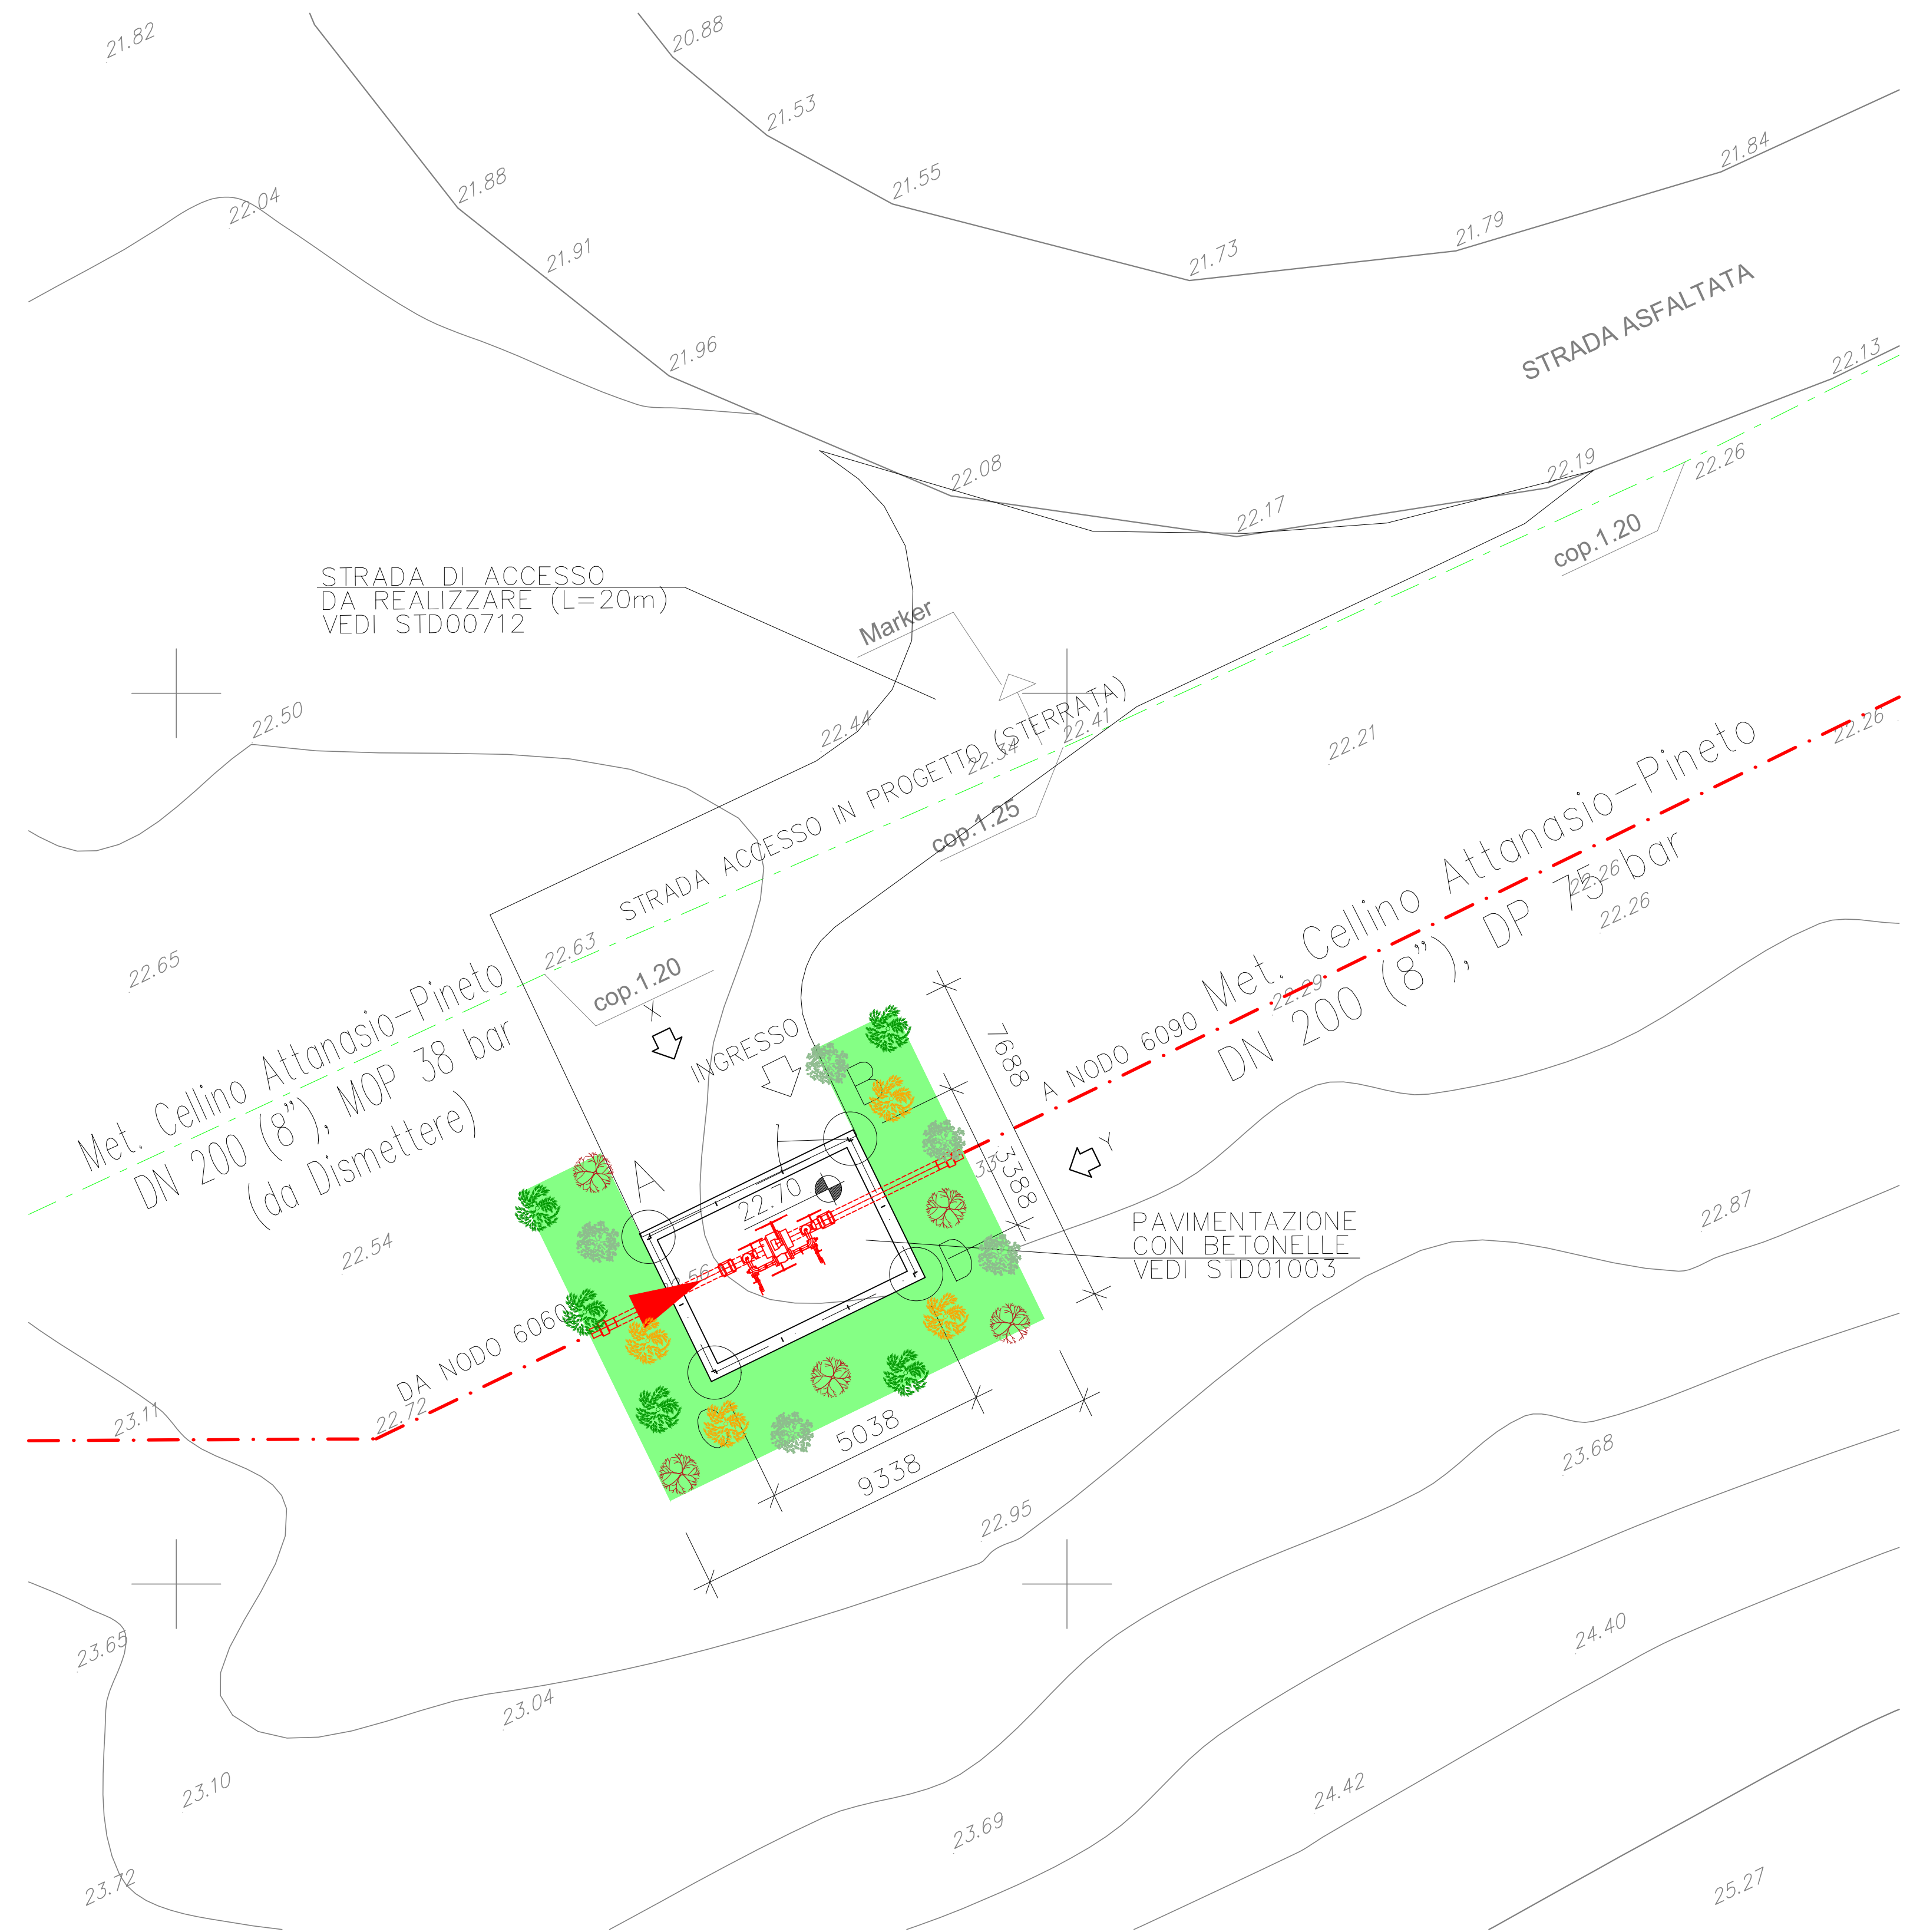 21.82
20.88
21.53
21.88
22.04
21.55
21.84
21.91
21.79
21.73
STRADA ASFALTATA
21.96
22.13
22.08
22.19
22.26
22.17
cop.1.20
STRADA DI ACCESSO
DA REALIZZARE (L=20m)
VEDI STD00712
Marker
22.50
22.44
STRADA ACCESSO IN PROGETTO (STERRATA)
22.34
22.41
22.21
22.26
cop.1.25
Met. Cellino Attanasio-Pineto
DN 200 (8"), DP 75 bar
22.26
22.26
22.29
22.65
22.63
cop.1.20
Met. Cellino Attanasio-Pineto
DN 200 (8"), MOP 38 bar
(da Dismettere)
X
INGRESSO
7688
A NODO 6090
B
Y
A
3388
22.70
PAVIMENTAZIONE
CON BETONELLE
VEDI STD01003
22.87
22.54
D
DA NODO 6060
22.72
23.11
C
5038
9338
23.68
22.95
23.65
24.40
23.04
23.10
24.42
23.69
23.72
25.27